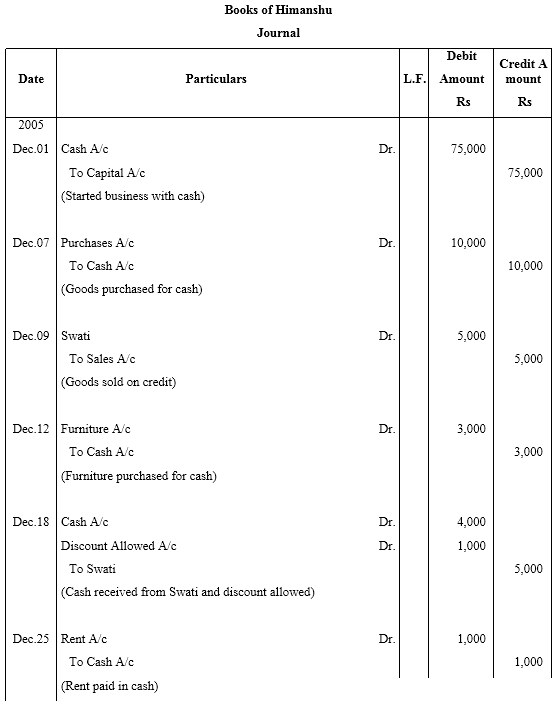 Books of Himanshu
Journal
Date Particulars L.F. Debit Amount Rs Credit A mount Rs
2005
Dec.01 Cash A/c Dr. 75,000
To Capital A/c 75,000
(Started business with cash)
Dec.07 Purchases A/c Dr. 10,000
To Cash A/c 10,000
(Goods purchased for cash)
Dec.09 Swati Dr. 5,000
To Sales A/c 5,000
(Goods sold on credit)
Dec.12 Furniture A/c Dr. 3,000
To Cash A/c 3,000
(Furniture purchased for cash)
Dec.18 Cash A/c Dr. 4,000
Discount Allowed A/c Dr. 1,000
To Swati 5,000
(Cash received from Swati and discount allowed)
Dec.25 Rent A/c Dr. 1,000
To Cash A/c 1,000
(Rent paid in cash)